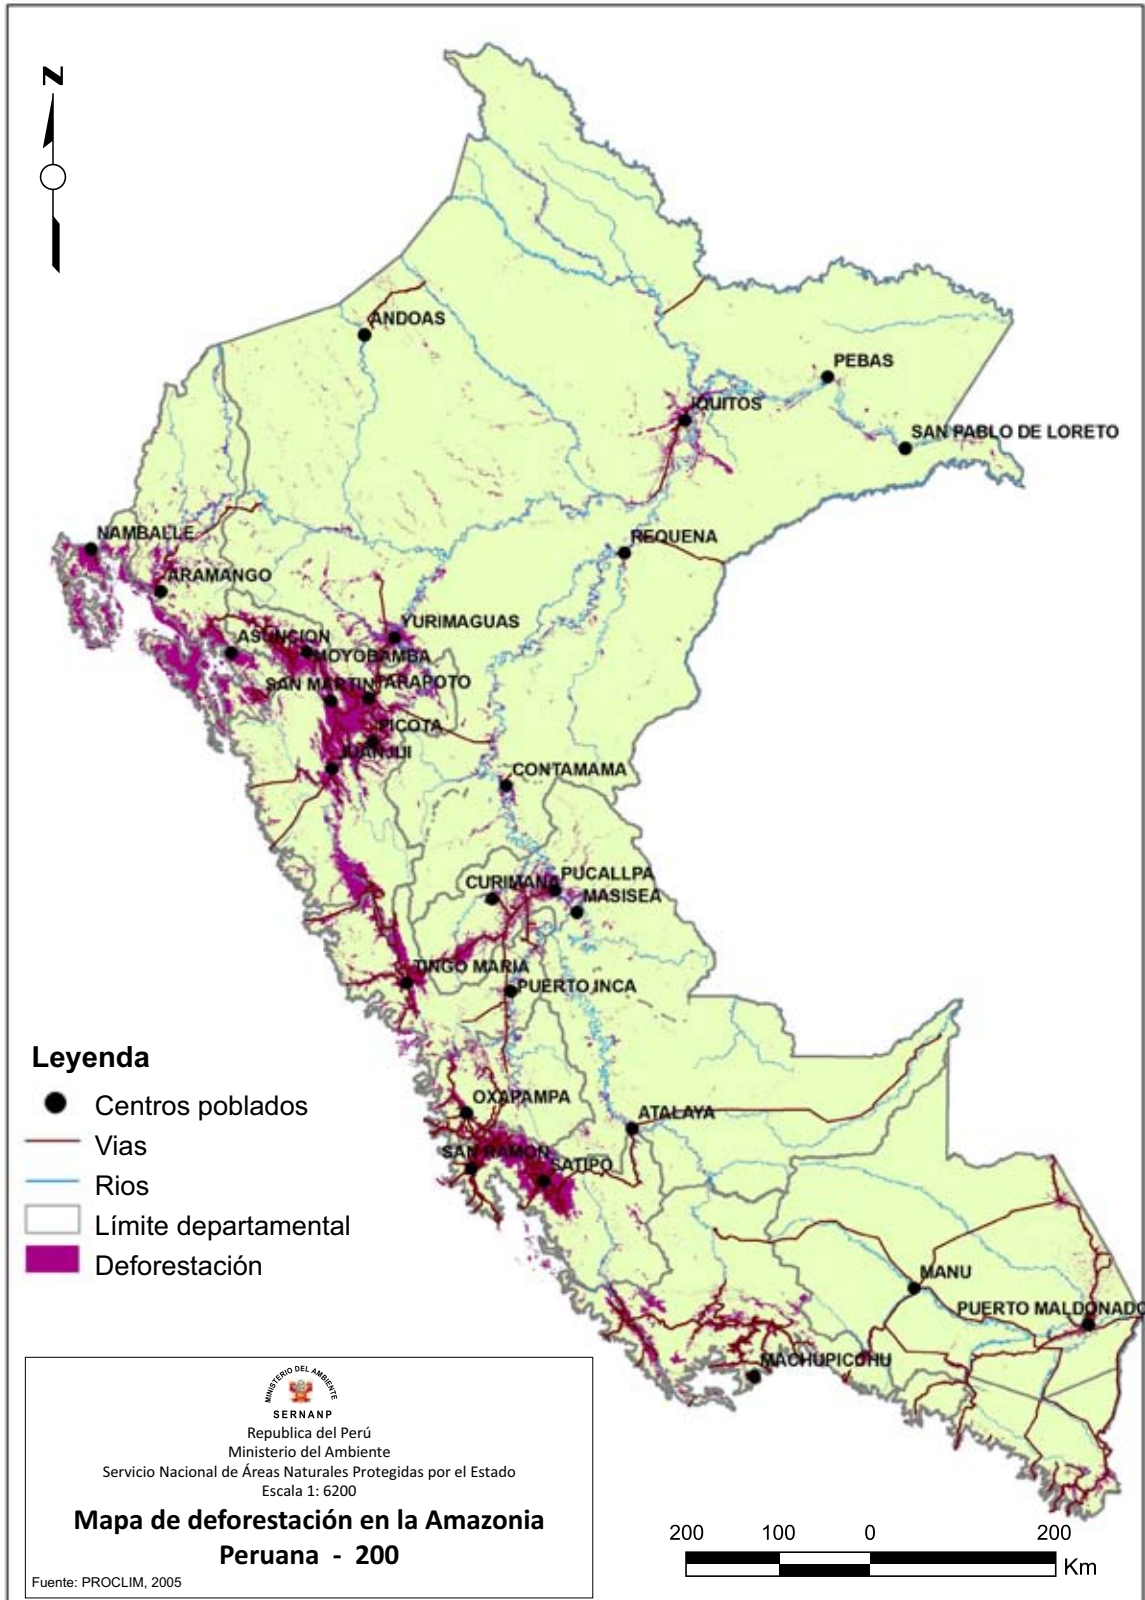 N
ANDOAS
PEBAS
IQUITOS
SAN PABLO DE LORETO
NAMBALLE
REQUENA
ARAMANGO
YURIMAGUAS
ASUNCION
MOYOBAMBA
SAN MARTIN
TARAPOTO
PICOTA
JUANJUI
CONTAMAMA
PUCALLPA
CURIMANA
MASISEA
TINGO MARIA
PUERTO INCA
OXAPAMPA
ATALAYA
SAN RAMON
SATIPO
MANU
PUERTO MALDONADO
MACHUPICCHU
Leyenda
Centros poblados
Vias
Rios
Límite departamental
Deforestación
MINISTERIO DEL AMBIENTE
SERNANP
Republica del Perú
Ministerio del Ambiente
Servicio Nacional de Áreas Naturales Protegidas por el Estado
Escala 1: 6200
Mapa de deforestación en la Amazonia
Peruana - 200
Fuente: PROCLIM, 2005
200 100 0 200
Km